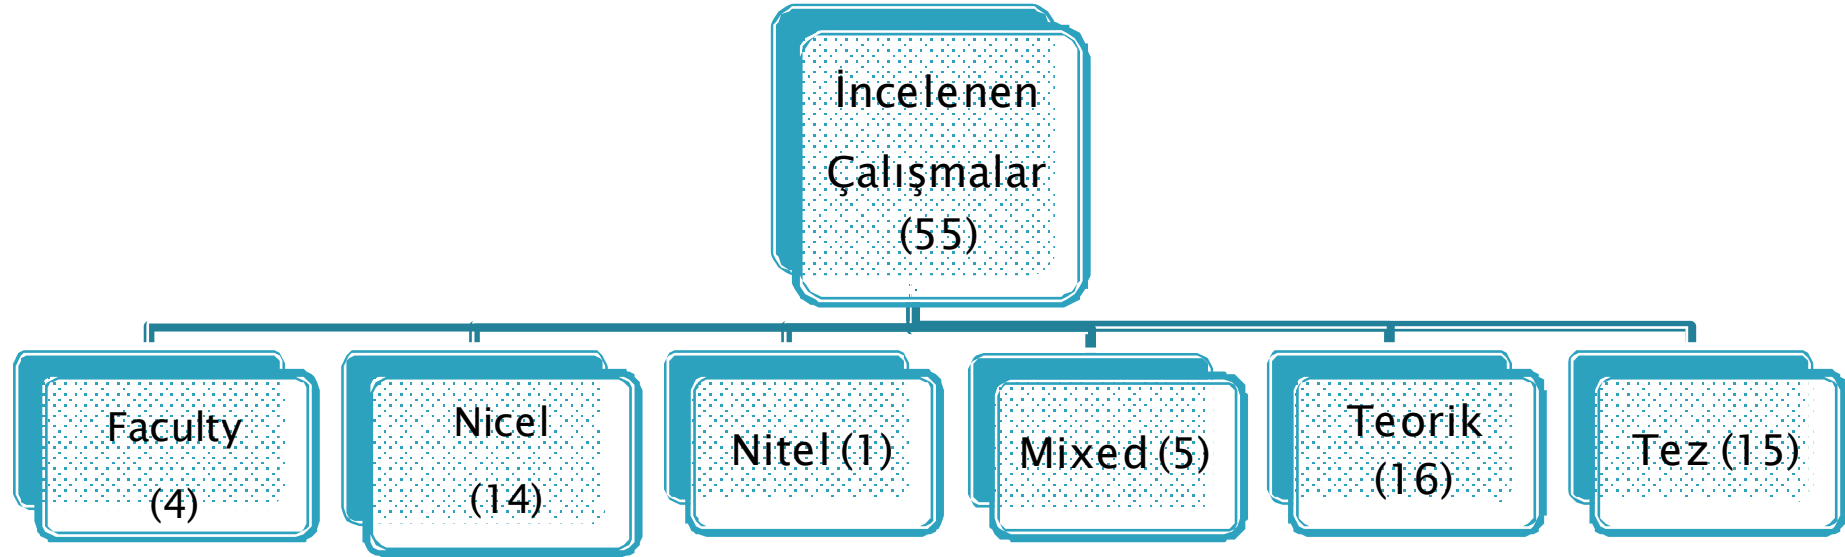 İncelenen
Çalışmalar
(55)
Faculty
(4)
Nicel
(14)
Nitel (1)
Mixed (5)
Teorik
(16)
Tez (15)